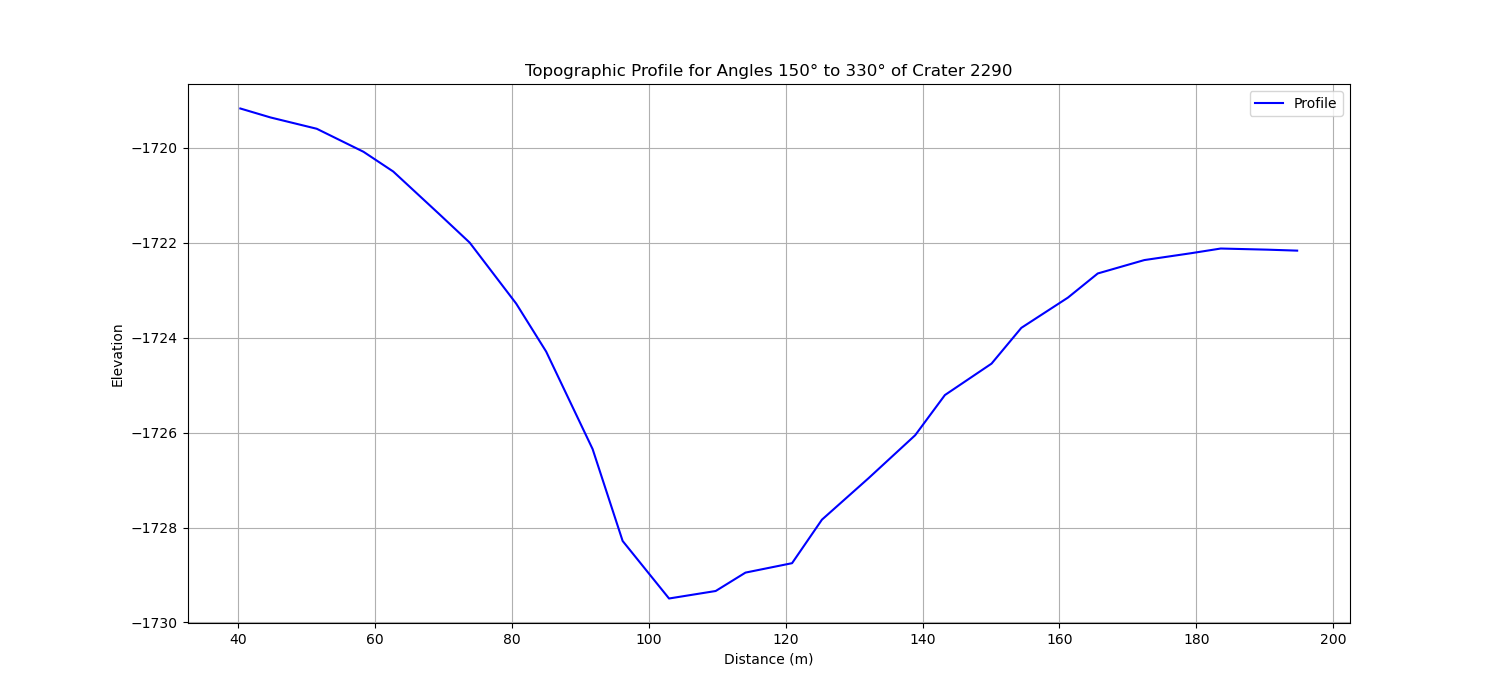 Topographic Profile for Angles 150° to 330° of Crater 2290
Profile
−1720
−1722
−1724
−1726
−1728
−1730
Elevation
40 60 80 100 120 140 160 180 200
Distance (m)